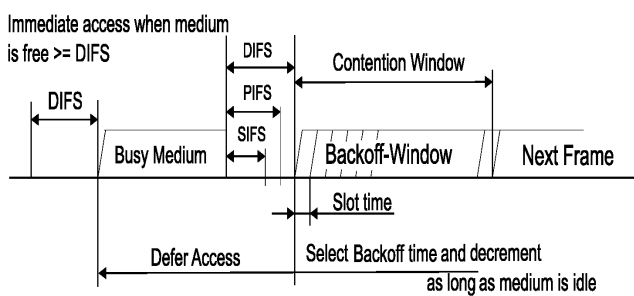 Immediate access when medium
is free >= DIFS
DIFS
DIFS
PIFS
SIFS
Contention Window
Busy Medium
Backoff-Window
Next Frame
Slot time
Defer Access
Select Backoff time and decrement
as long as medium is idle